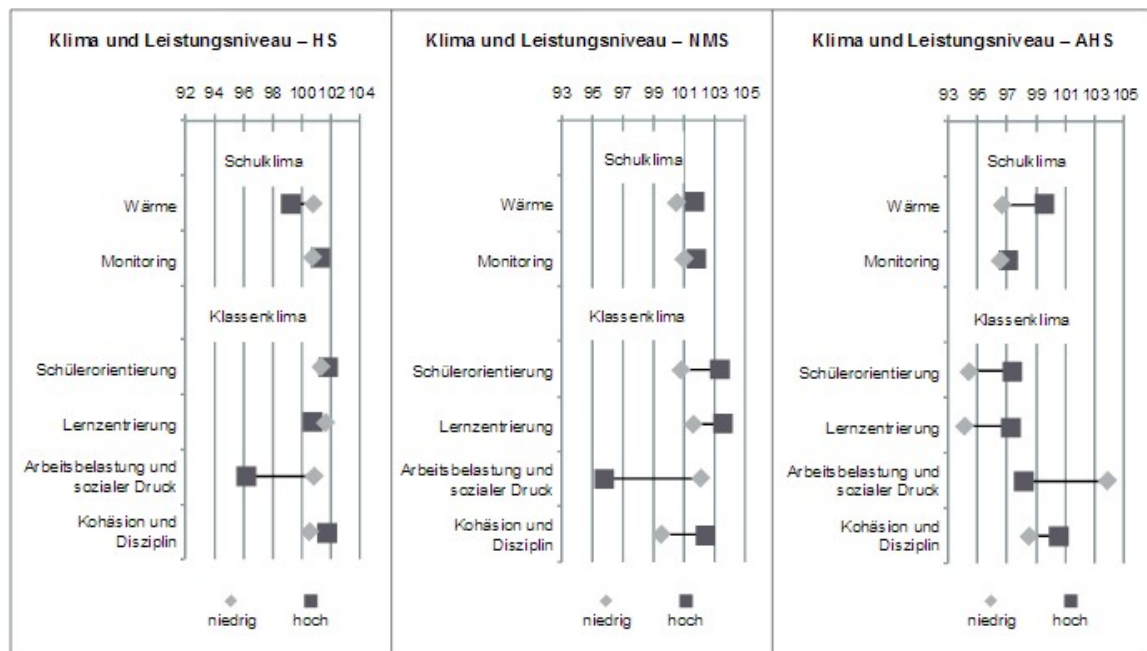 Klima und Leistungsniveau – HS
92 94 96 98 100 102 104
Schulklima
Wärme
Monitoring
Klassenklima
Schülerorientierung
Lernzentrierung
Arbeitsbelastung und
sozialer Druck
Kohäsion und
Disziplin
niedrig hoch
Klima und Leistungsniveau – NMS
93 95 97 99 101 103 105
Schulklima
Wärme
Monitoring
Klassenklima
Schülerorientierung
Lernzentrierung
Arbeitsbelastung und
sozialer Druck
Kohäsion und
Disziplin
niedrig hoch
Klima und Leistungsniveau – AHS
93 95 97 99 101 103 105
Schulklima
Wärme
Monitoring
Klassenklima
Schülerorientierung
Lernzentrierung
Arbeitsbelastung und
sozialer Druck
Kohäsion und
Disziplin
niedrig hoch